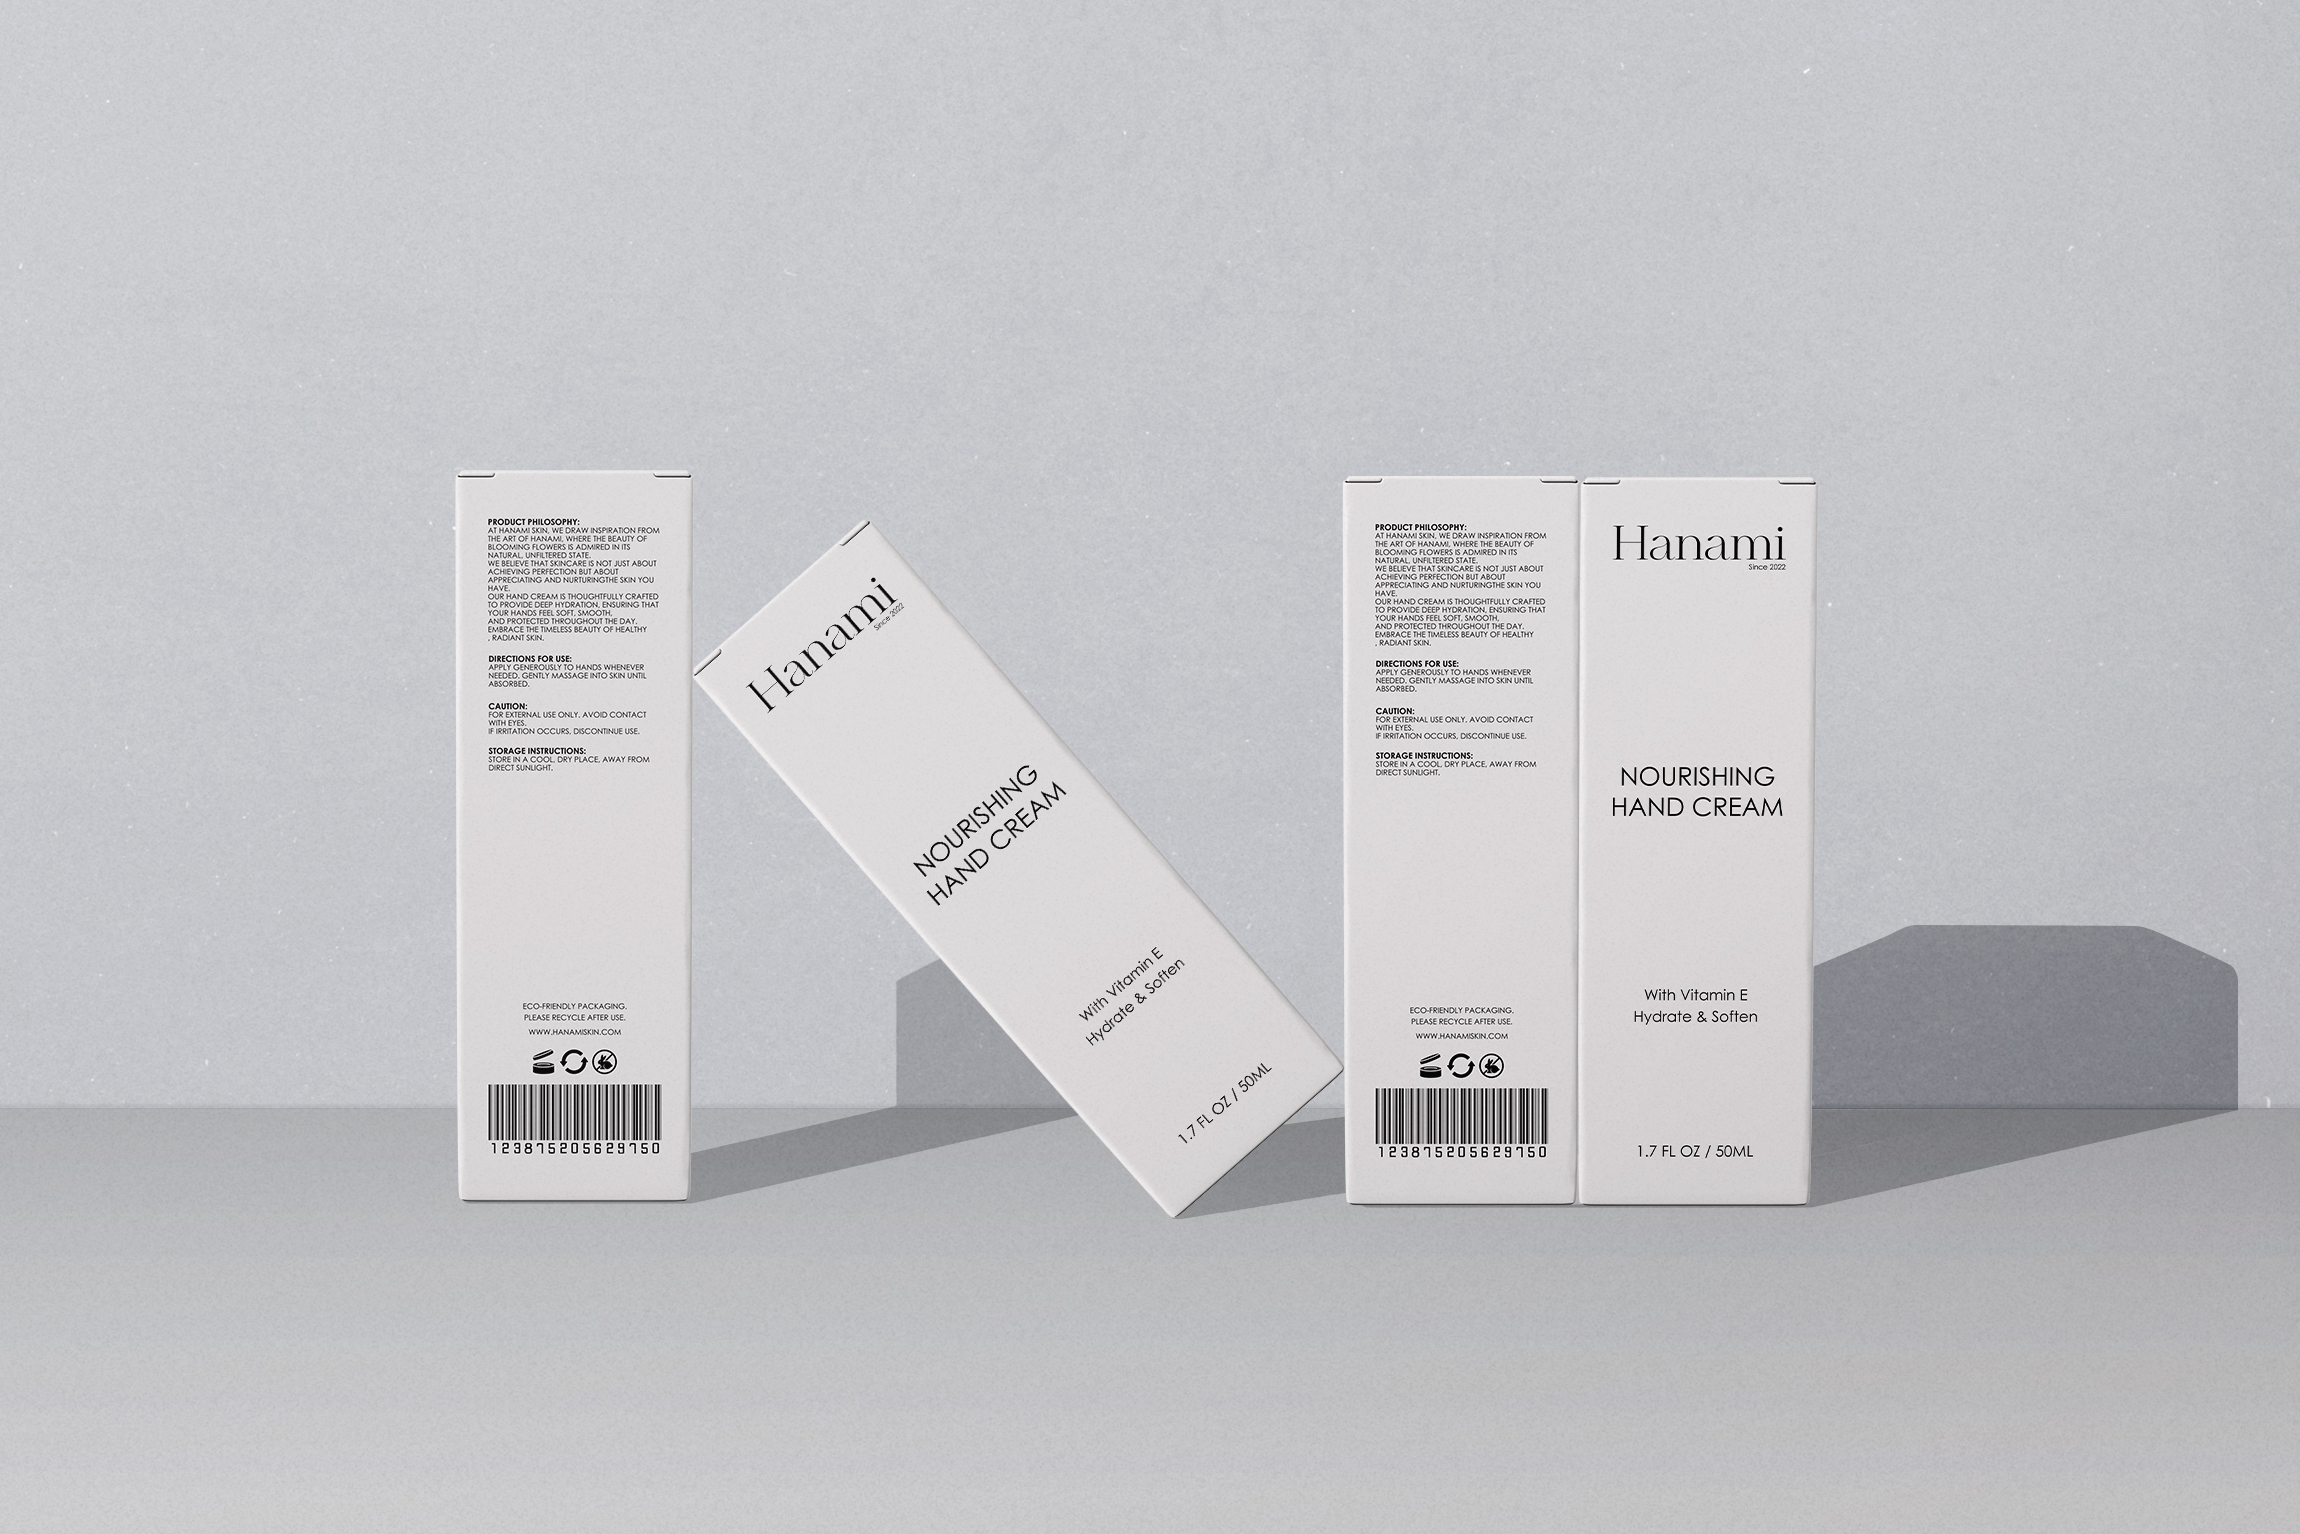 PRODUCT PHILOSOPHY:
AT HANAMI SKIN, WE DRAW INSPIRATION FROM
THE ART OF HANAMI, WHERE THE BEAUTY OF
BLOOMING FLOWERS IS ADMIRED IN ITS
NATURAL, UNFILTERED STATE.
WE BELIEVE THAT SKINCARE IS NOT JUST ABOUT
ACHIEVING PERFECTION BUT ABOUT
APPRECIATING AND NURTURINGTHE SKIN YOU
HAVE.
OUR HAND CREAM IS THOUGHTFULLY CRAFTED
TO PROVIDE DEEP HYDRATION, ENSURING THAT
YOUR HANDS FEEL SOFT, SMOOTH,
AND PROTECTED THROUGHOUT THE DAY.
EMBRACE THE TIMELESS BEAUTY OF HEALTHY
, RADIANT SKIN.
DIRECTIONS FOR USE:
APPLY GENEROUSLY TO HANDS WHENEVER
NEEDED. GENTLY MASSAGE INTO SKIN UNTIL
ABSORBED.
CAUTION:
FOR EXTERNAL USE ONLY. AVOID CONTACT
WITH EYES.
IF IRRITATION OCCURS, DISCONTINUE USE.
STORAGE INSTRUCTIONS:
STORE IN A COOL, DRY PLACE, AWAY FROM
DIRECT SUNLIGHT.
ECO-FRIENDLY PACKAGING.
PLEASE RECYCLE AFTER USE.
WWW.HANAMISKIN.COM
123875205629750
Hanami
Since 2022
NOURISHING
HAND CREAM
With Vitamin E
Hydrate & Soften
1.7 FL OZ / 50ML
PRODUCT PHILOSOPHY:
AT HANAMI SKIN, WE DRAW INSPIRATION FROM
THE ART OF HANAMI, WHERE THE BEAUTY OF
BLOOMING FLOWERS IS ADMIRED IN ITS
NATURAL, UNFILTERED STATE.
WE BELIEVE THAT SKINCARE IS NOT JUST ABOUT
ACHIEVING PERFECTION BUT ABOUT
APPRECIATING AND NURTURINGTHE SKIN YOU
HAVE.
OUR HAND CREAM IS THOUGHTFULLY CRAFTED
TO PROVIDE DEEP HYDRATION, ENSURING THAT
YOUR HANDS FEEL SOFT, SMOOTH,
AND PROTECTED THROUGHOUT THE DAY.
EMBRACE THE TIMELESS BEAUTY OF HEALTHY
, RADIANT SKIN.
DIRECTIONS FOR USE:
APPLY GENEROUSLY TO HANDS WHENEVER
NEEDED. GENTLY MASSAGE INTO SKIN UNTIL
ABSORBED.
CAUTION:
FOR EXTERNAL USE ONLY. AVOID CONTACT
WITH EYES.
IF IRRITATION OCCURS, DISCONTINUE USE.
STORAGE INSTRUCTIONS:
STORE IN A COOL, DRY PLACE, AWAY FROM
DIRECT SUNLIGHT.
ECO-FRIENDLY PACKAGING.
PLEASE RECYCLE AFTER USE.
WWW.HANAMISKIN.COM
123875205629750
Hanami
Since 2022
NOURISHING
HAND CREAM
With Vitamin E
Hydrate & Soften
1.7 FL OZ / 50ML